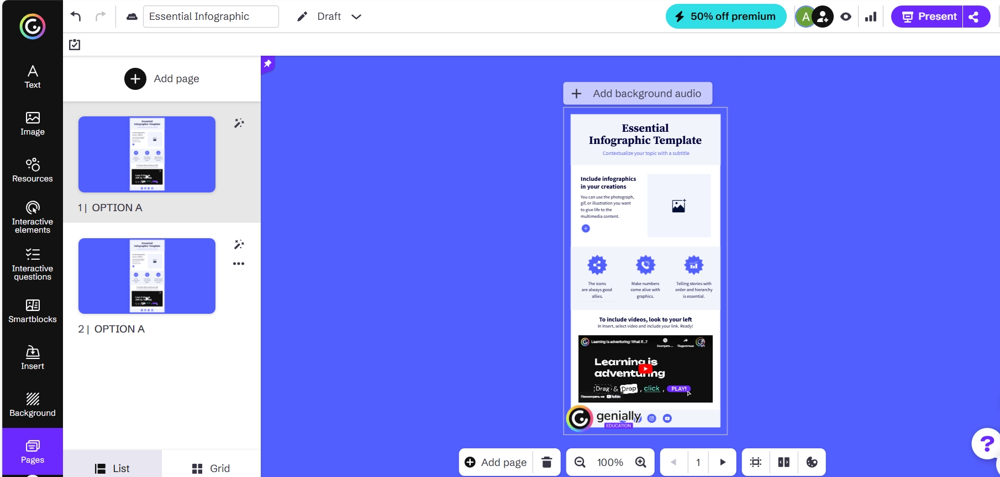 Essential Infographic
Draft
50% off premium
A
Present
Text
Image
Resources
Interactive
elements
Interactive
questions
Smartblocks
Insert
Background
Pages
Add page
1| OPTION A
2| OPTION A
List
Grid
Add background audio
Essential
Infographic Template
Contextualize your topic with a subtitle
Include infographics
in your creations
You can use the photograph,
gif, or illustration you want
to give life to the
multimedia content.
The icons
are always good
allies.
Make numbers
come alive with
graphics.
Telling stories with
order and hierarchy
is essential.
To include videos, look to your left
In Insert, select video and include your link. Ready!
Learning is adventuring: What if...?
Смотреть ...
Поделиться
Learning is
adventuring
Drag & Drop, click, PLAY!
Посмотреть на YouTube
genially
EDUCATION
Add page
100%
1
?